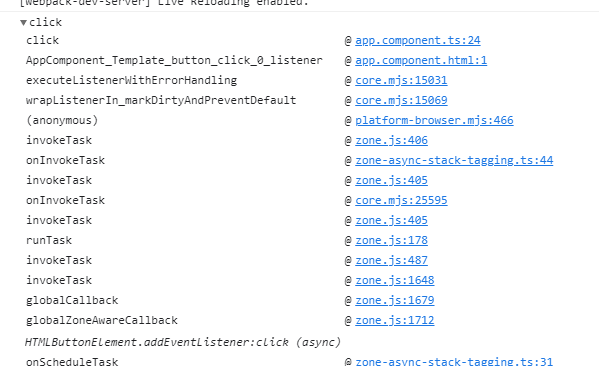 [webpack-dev-server] Live Reloading enabled.
▼click
click @ app.component.ts:24
AppComponent_Template_button_click_0_listener @ app.component.html:1
executeListenerWithErrorHandling @ core.mjs:15031
wrapListenerIn_markDirtyAndPreventDefault @ core.mjs:15069
(anonymous) @ platform-browser.mjs:466
invokeTask @ zone.js:406
onInvokeTask @ zone-async-stack-tagging.ts:44
invokeTask @ zone.js:405
onInvokeTask @ core.mjs:25595
invokeTask @ zone.js:405
runTask @ zone.js:178
invokeTask @ zone.js:487
invokeTask @ zone.js:1648
globalCallback @ zone.js:1679
globalZoneAwareCallback @ zone.js:1712
HTMLButtonElement.addEventListener:click (async)
onScheduleTask @ zone-async-stack-tagging.ts:31